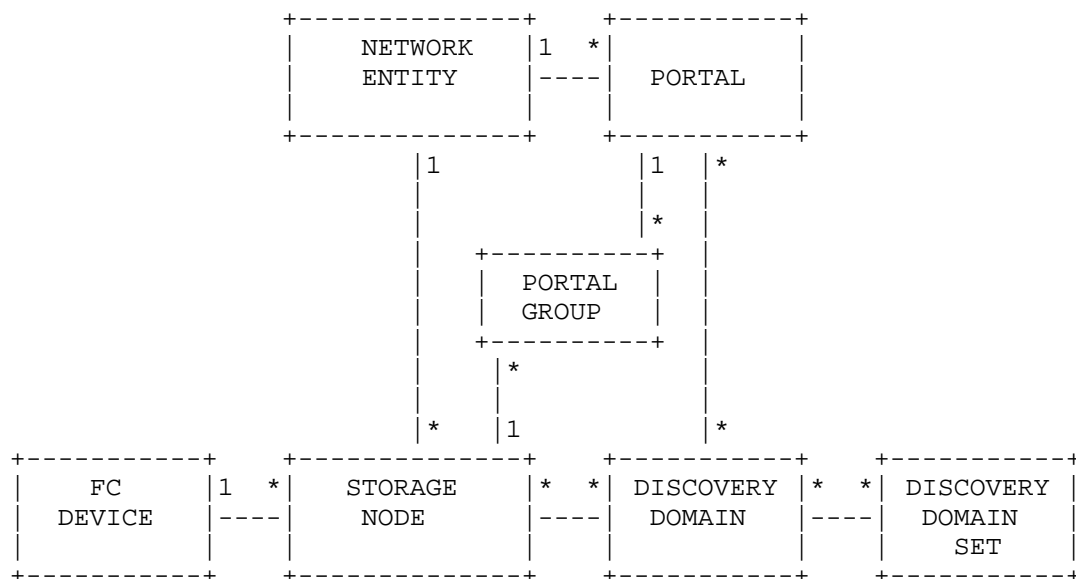 NETWORK |1 *|
ENTITY |----| PORTAL
|1 |1 |*
|*
PORTAL
GROUP
|*
|* |1 |*
FC |1 *| STORAGE |* *| DISCOVERY |* *| DISCOVERY
DEVICE |----| NODE |----| DOMAIN |----| DOMAIN
SET